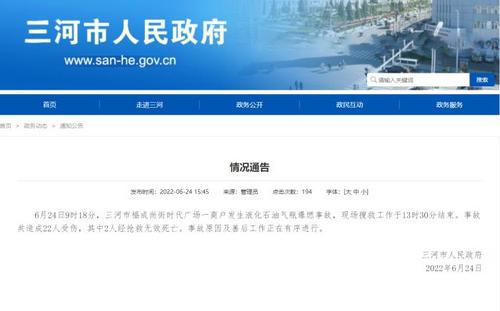 三河市人民政府
www.san-he.gov.cn
请输入关键词
首页 走进三河 政务公开 政民互动 政务服务
首页 > 政务动态 > 通知公告
情况通告
发布时间：2022-06-24 15:45 来源：管理员 点击次数：194 字体：[大 中 小]
6月24日9时18分，三河市福成尚街时代广场一商户发生液化石油气瓶爆燃事故，现场搜救工作于13时30分结束。事故
共造成22人受伤，其中2人经抢救无效死亡。事故原因及善后工作正在有序进行。
三河市人民政府
2022年6月24日